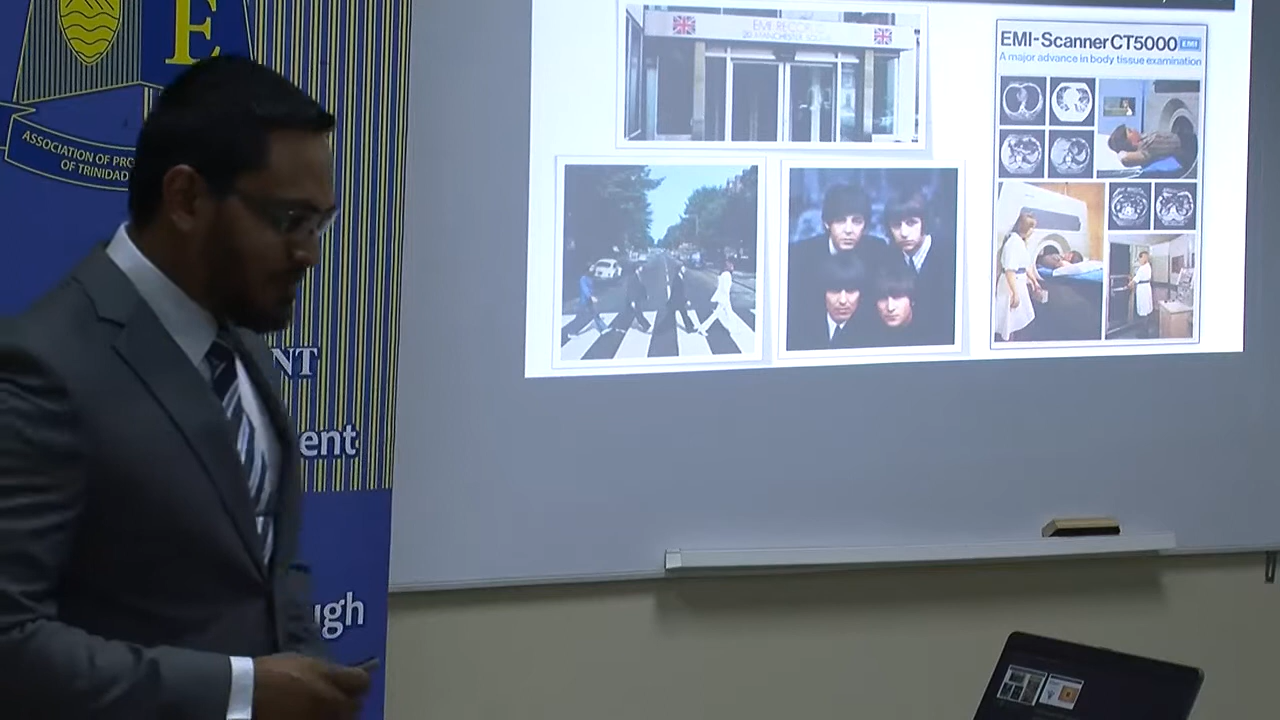 E
ASSOCIATION OF PRO
OF TRINIDAD
NT
ent
ugh
EMI RECORDS
20 MANCHESTER SQUARE
EMI-Scanner CT5000 EMI
A major advance in body tissue examination